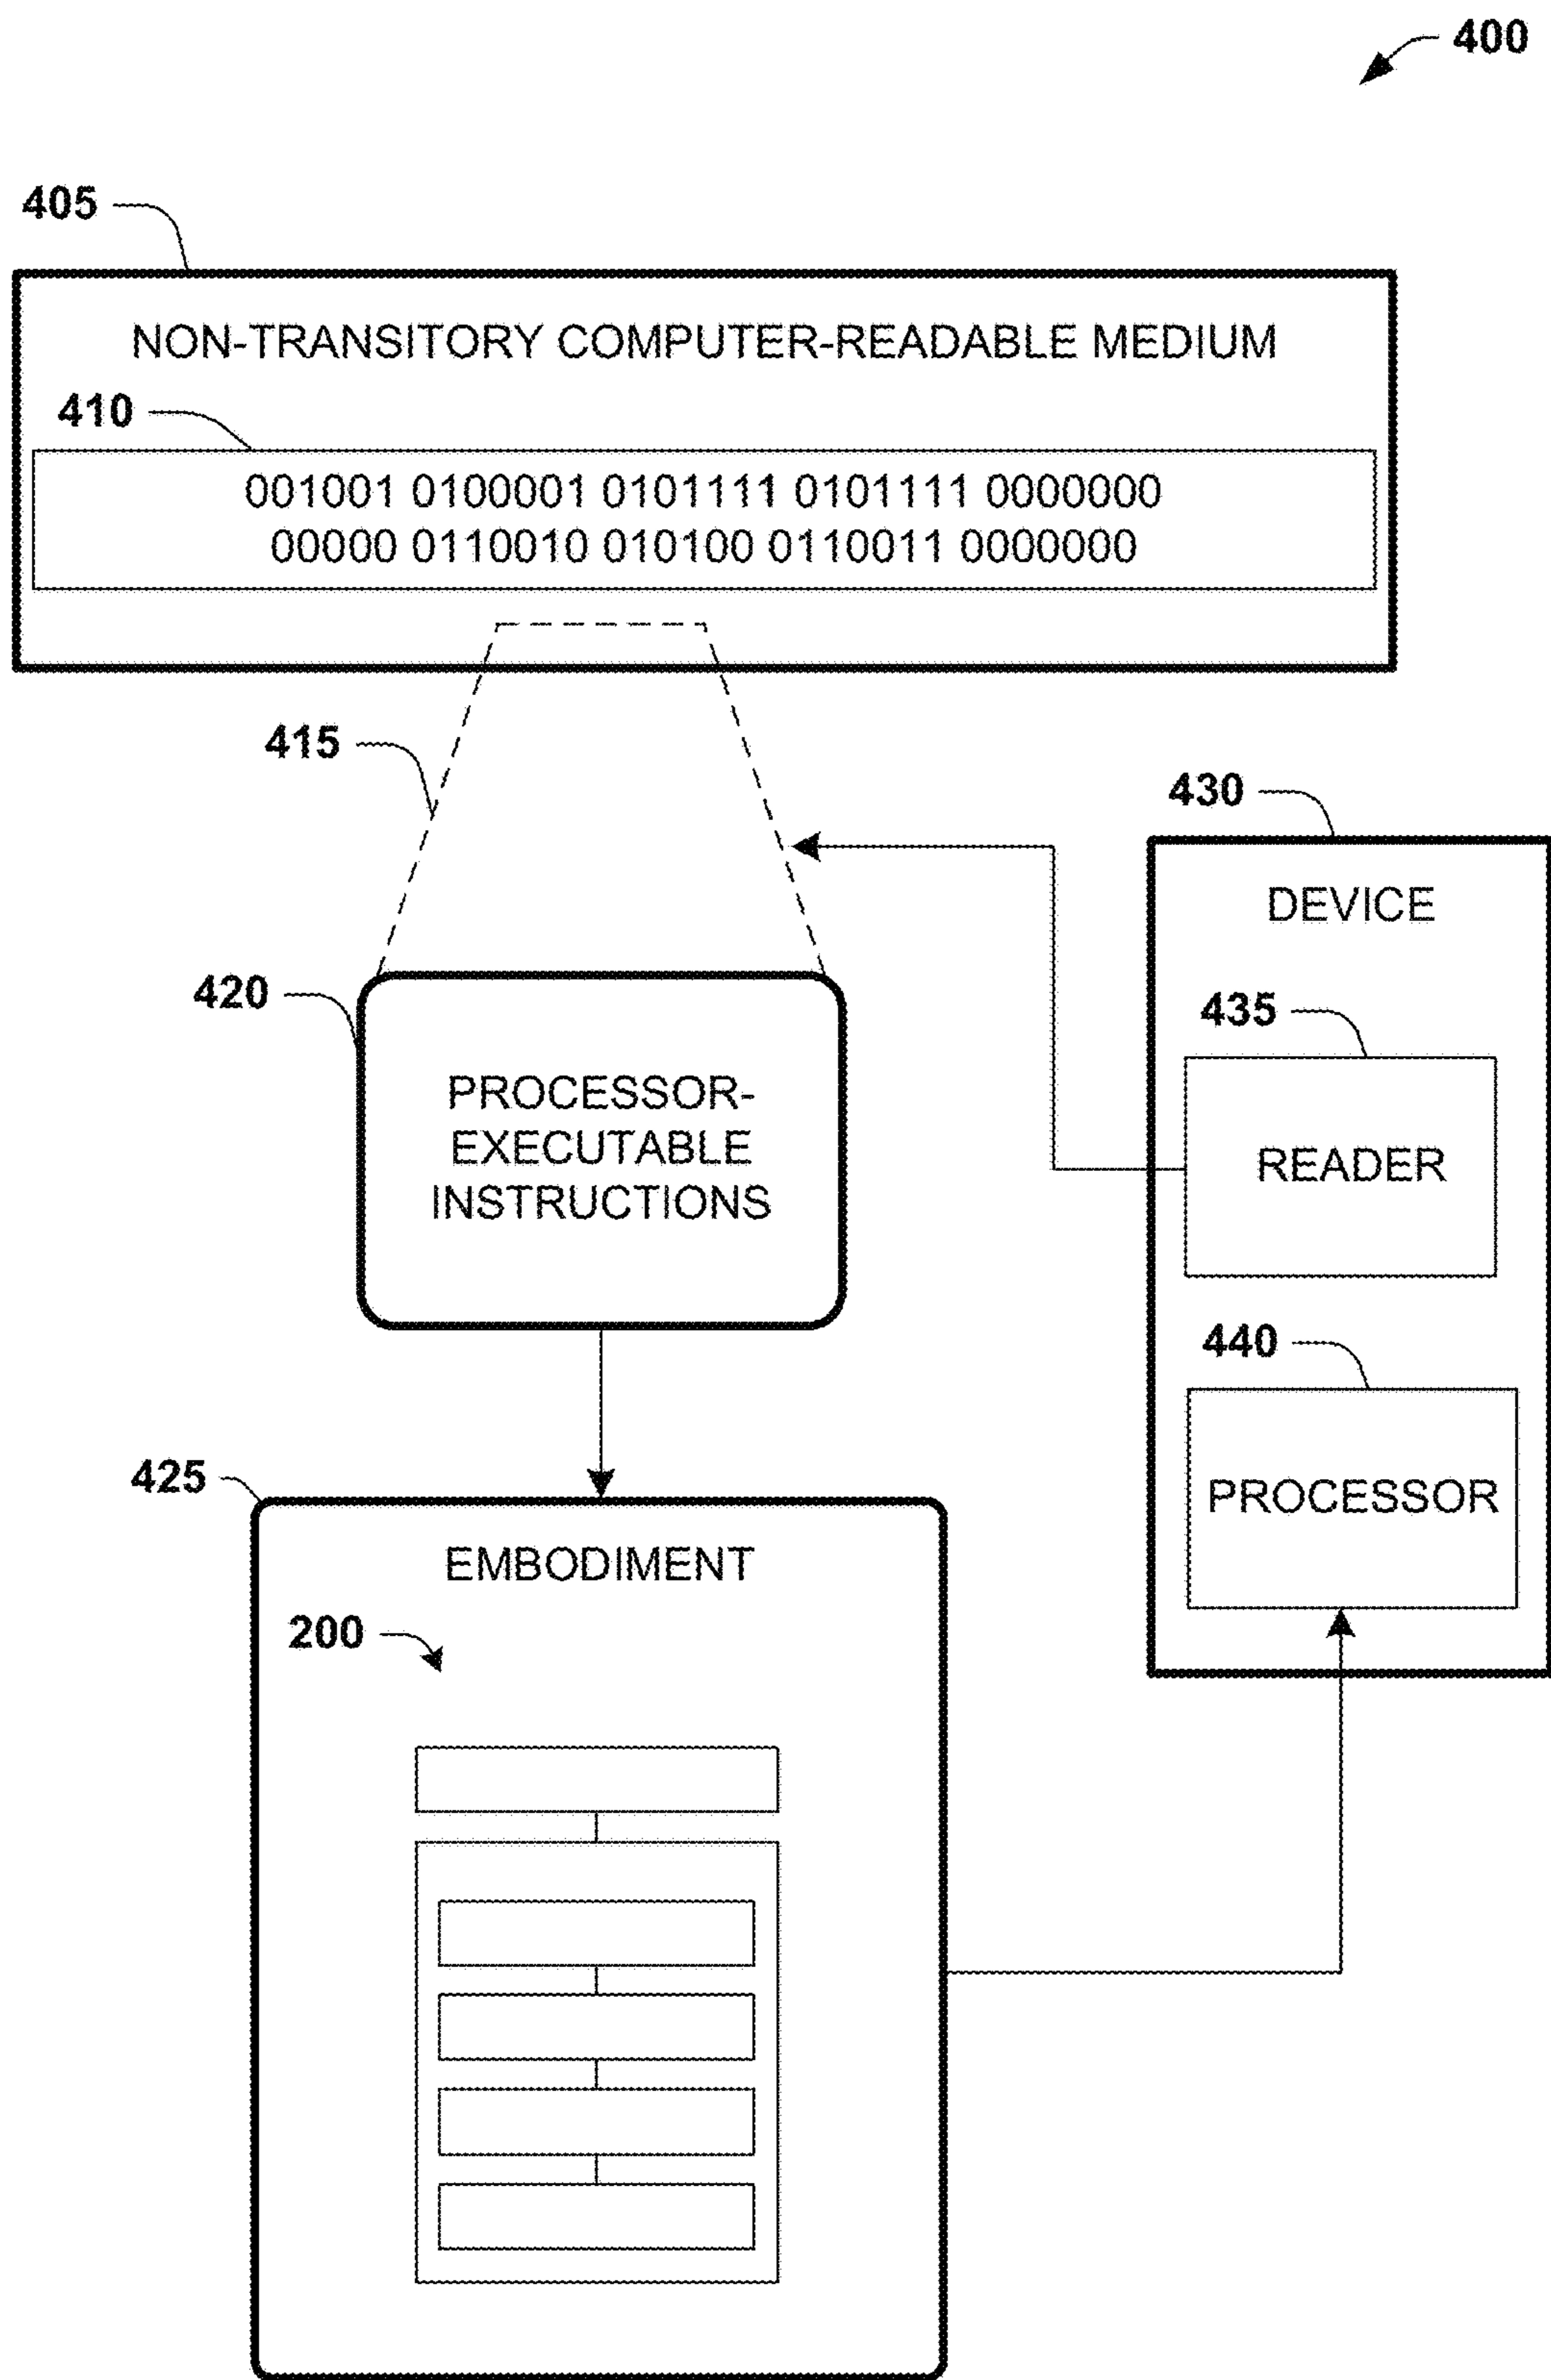 400
405
NON-TRANSITORY COMPUTER-READABLE MEDIUM
410
001001 0100001 0101111 0101111 0000000
00000 0110010 010100 0110011 0000000
415
430
DEVICE
420
435
PROCESSOR-
EXECUTABLE
INSTRUCTIONS
READER
440
425
PROCESSOR
EMBODIMENT
200